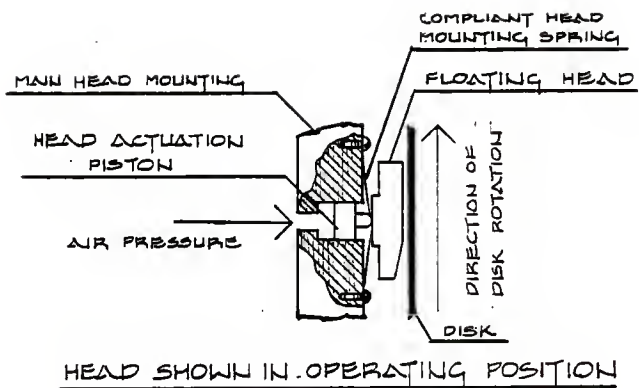 COMPLIANT HEAD
MOUNTING SPRING
MAIN HEAD MOUNTING
FLOATING HEAD
HEAD ACTUATION
PISTON
AIR PRESSURE
DIRECTION OF
DISK ROTATION
DISK
HEAD SHOWN IN OPERATING POSITION